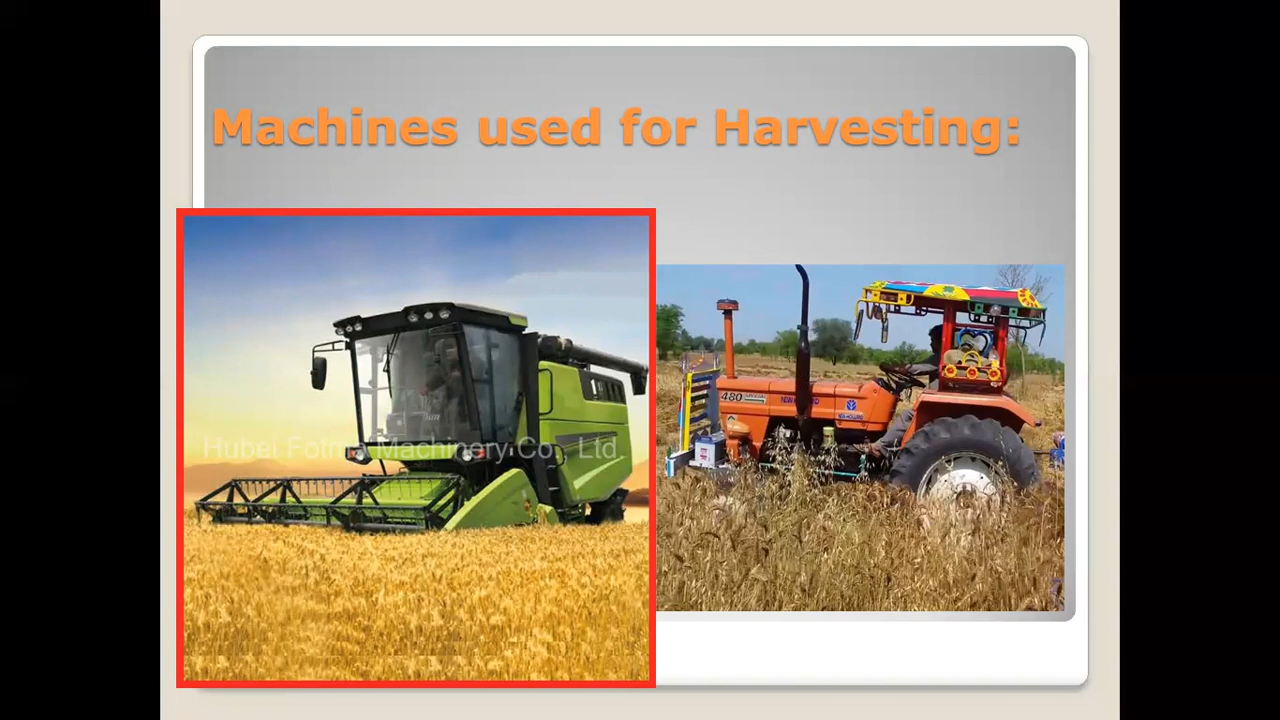 Machines used for Harvesting:
Hubei Fotma Machinery Co., Ltd.
480
NEW HOLLAND